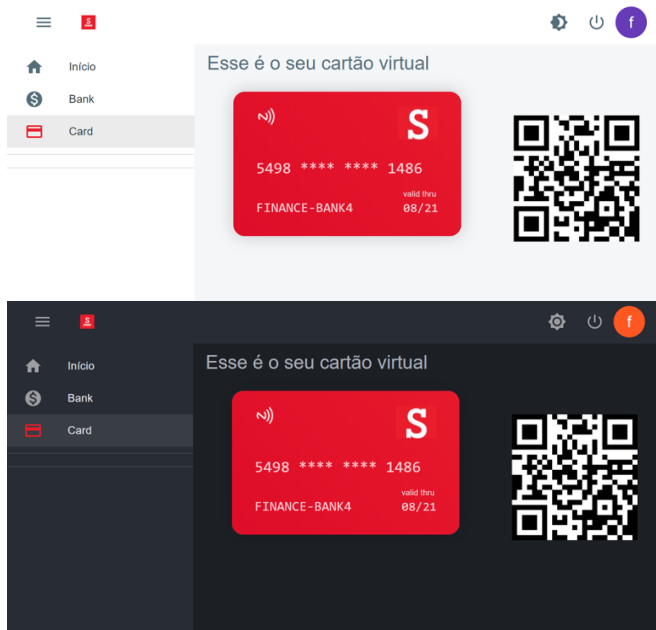 S
f
Início
Bank
Card
Esse é o seu cartão virtual
S
5498 **** **** 1486
valid thru
FINANCE-BANK4 08/21
S
f
Início
Bank
Card
Esse é o seu cartão virtual
S
5498 **** **** 1486
valid thru
FINANCE-BANK4 08/21